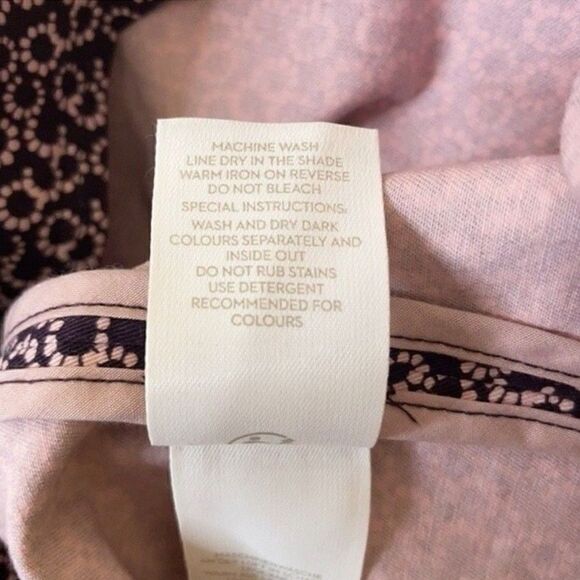 MACHINE WASH
LINE DRY IN THE SHADE
WARM IRON ON REVERSE
DO NOT BLEACH
SPECIAL INSTRUCTIONS:
WASH AND DRY DARK
COLOURS SEPARATELY AND
INSIDE OUT
DO NOT RUB STAINS
USE DETERGENT
RECOMMENDED FOR
COLOURS